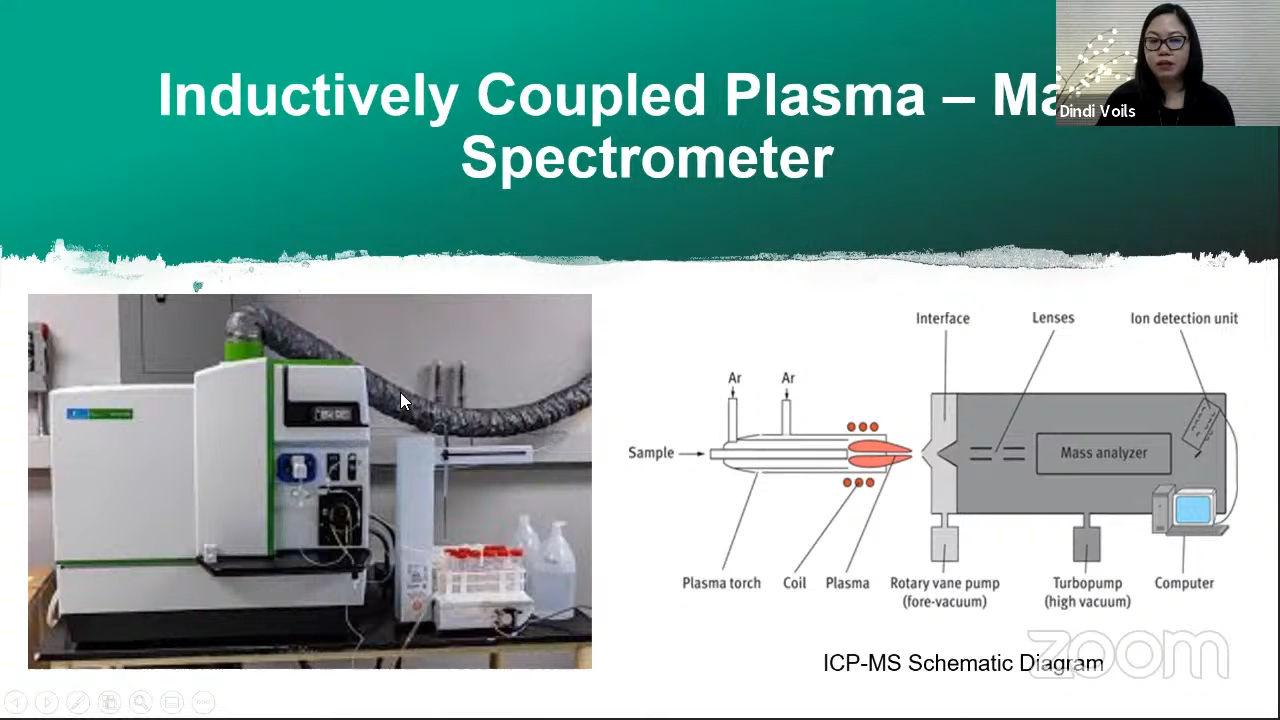 Inductively Coupled Plasma – Ma
Spectrometer
Dindi Voils
Interface
Lenses
Ion detection unit
Ar
Ar
Sample
Mass analyzer
Plasma torch
Coil
Plasma
Rotary vane pump
(fore-vacuum)
Turbopump
(high vacuum)
Computer
ICP-MS Schematic Diagram
zoom